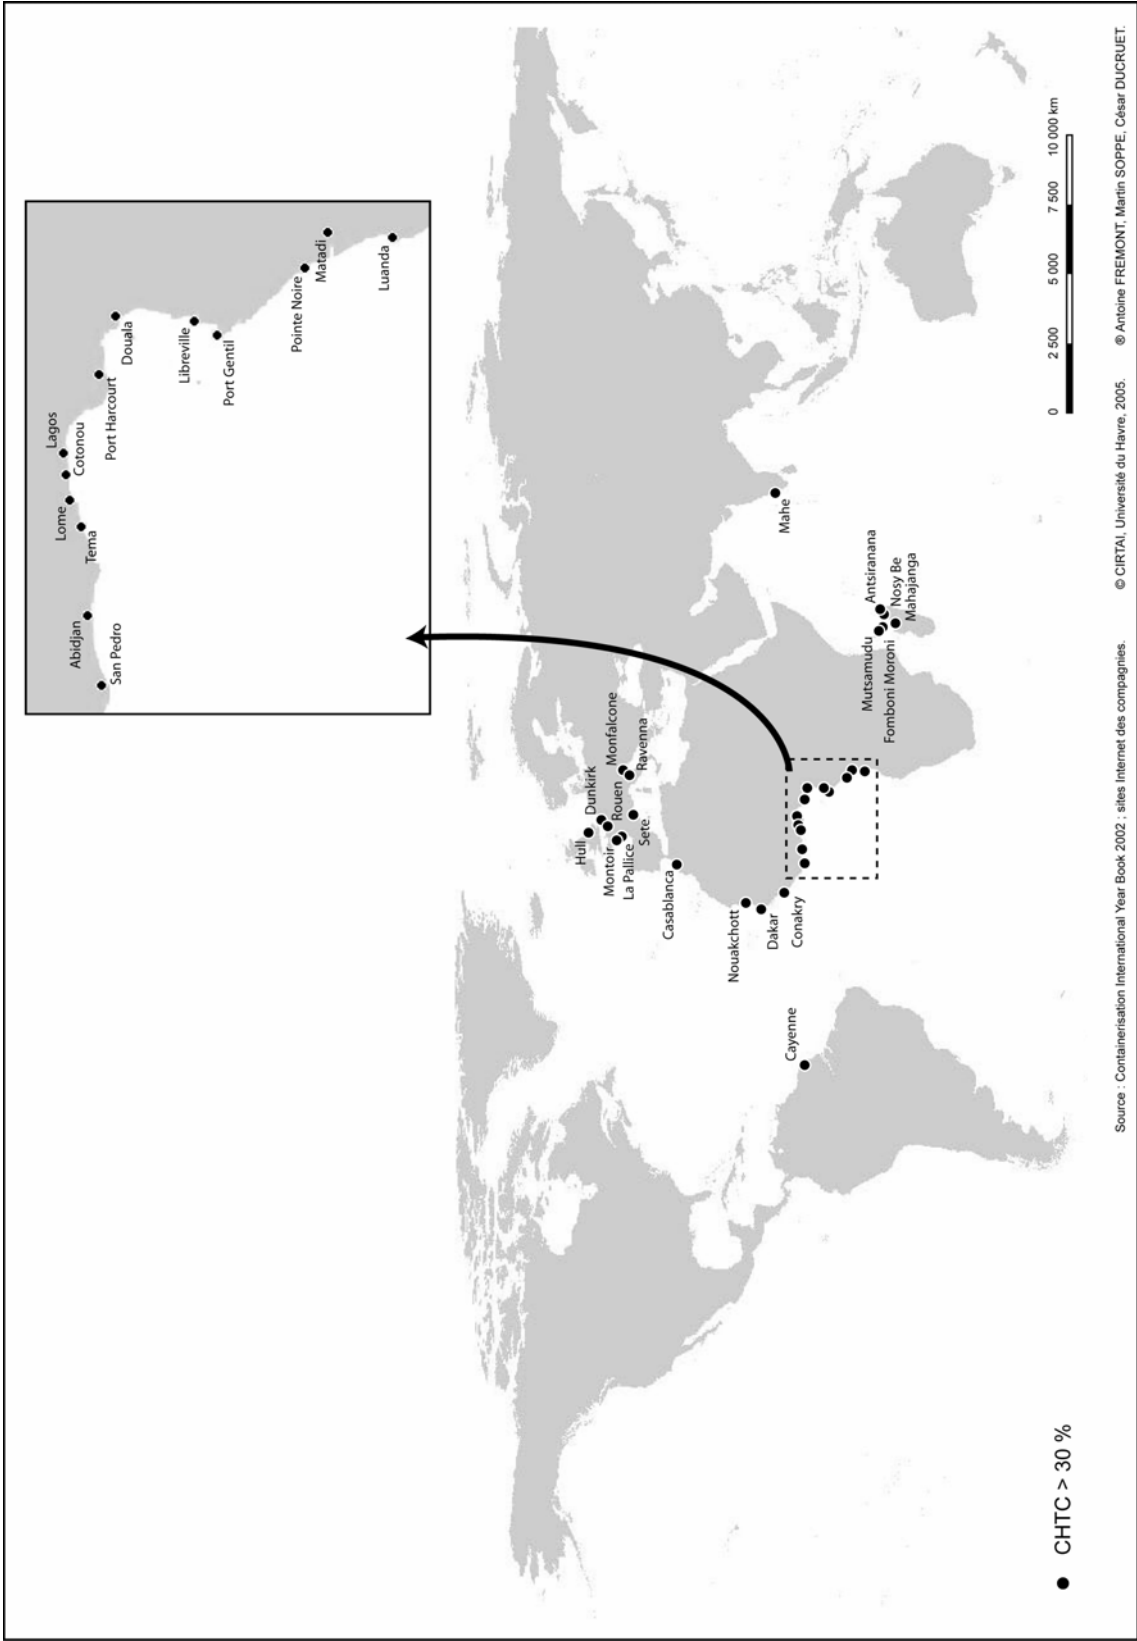 Lagos
Cotonou
Lome
Tema
Abidjan
San Pedro
Port Harcourt
Douala
Libreville
Port Gentil
Pointe Noire
Matadi
Luanda
Hull
Dunkirk
Rouen
Montoir
La Pallice
Sete
Monfalcone
Ravenna
Casablanca
Nouakchott
Dakar
Conakry
Cayenne
Mahe
Antsiranana
Nosy Be
Mahajanga
Mutsamudu
Fomboni Moroni
CHTC > 30 %
0 2 500 5 000 7 500 10 000 km
Source : Containerisation International Year Book 2002 ; sites Internet des compagnies. © CIRTAI, Université du Havre, 2005. ® Antoine FREMONT, Martin SOPPE, César DUCRUET.